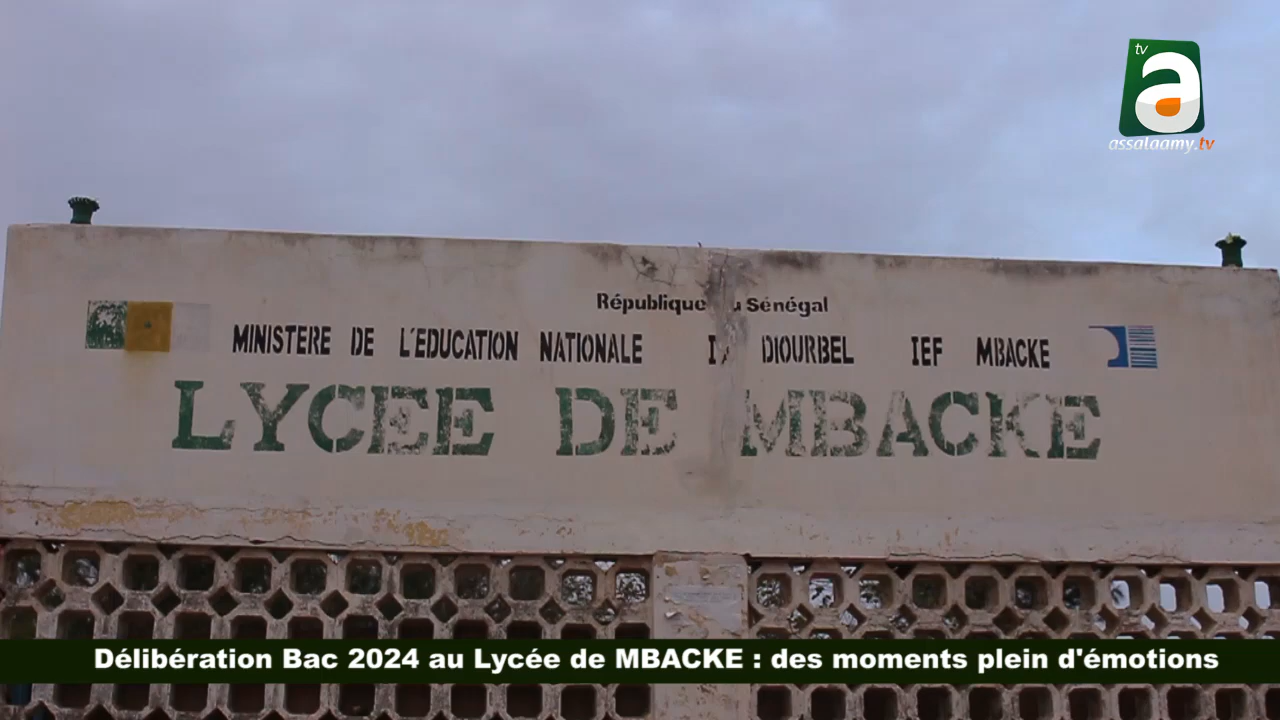 tv
a
assalaamy.tv
République du Sénégal
MINISTERE DE L'EDUCATION NATIONALE IA DIOURBEL IEF MBACKE
LYCEE DE MBACKE
Délibération Bac 2024 au Lycée de MBACKE : des moments plein d'émotions